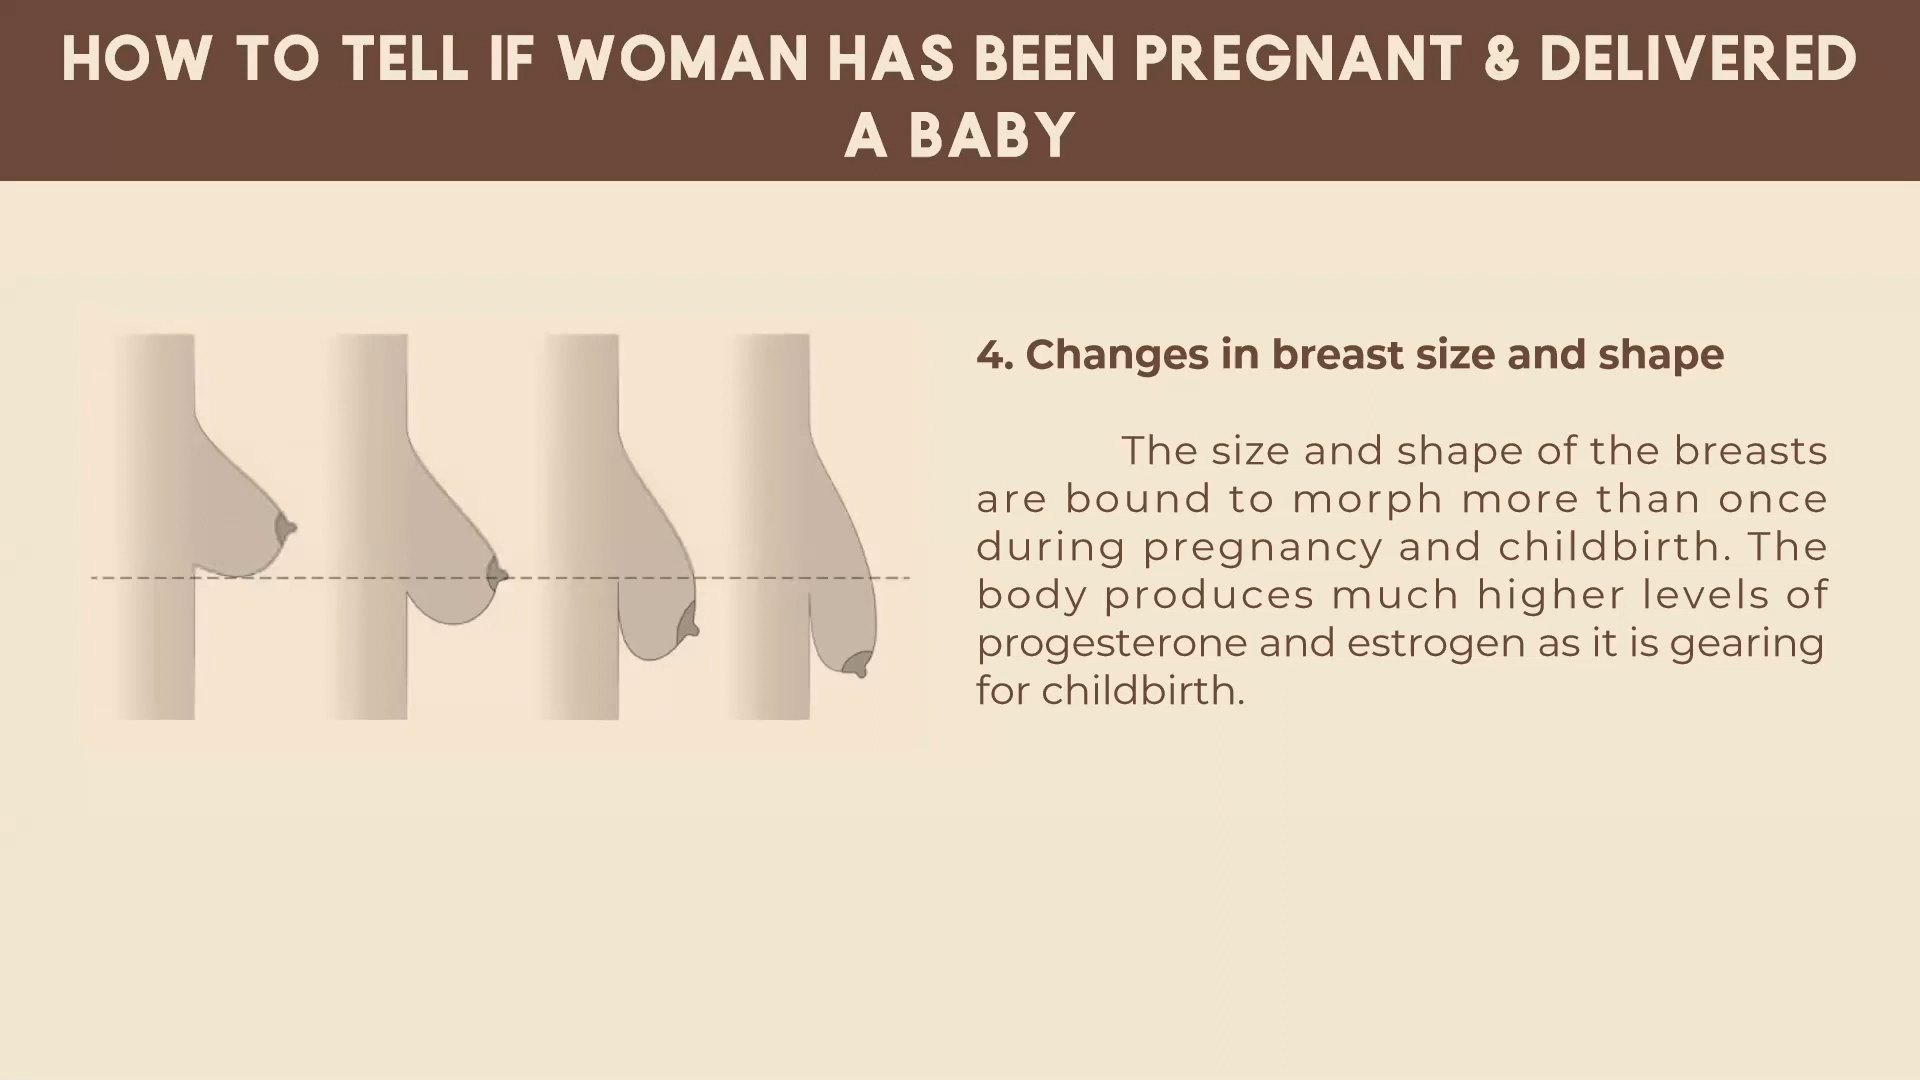 HOW TO TELL IF WOMAN HAS BEEN PREGNANT & DELIVERED
A BABY
4. Changes in breast size and shape
The size and shape of the breasts
are bound to morph more than once
during pregnancy and childbirth. The
body produces much higher levels of
progesterone and estrogen as it is gearing
for childbirth.